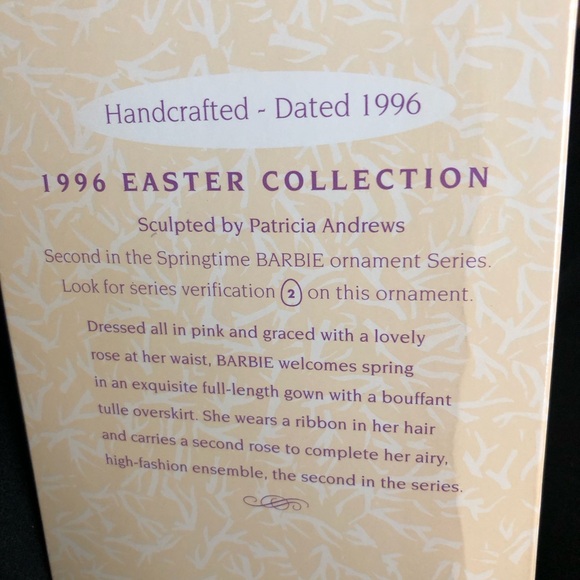 Handcrafted - Dated 1996
1996 EASTER COLLECTION
Sculpted by Patricia Andrews
Second in the Springtime BARBIE ornament Series.
Look for series verification 2 on this ornament.
Dressed all in pink and graced with a lovely
rose at her waist, BARBIE welcomes spring
in an exquisite full-length gown with a bouffant
tulle overskirt. She wears a ribbon in her hair
and carries a second rose to complete her airy,
high-fashion ensemble, the second in the series.